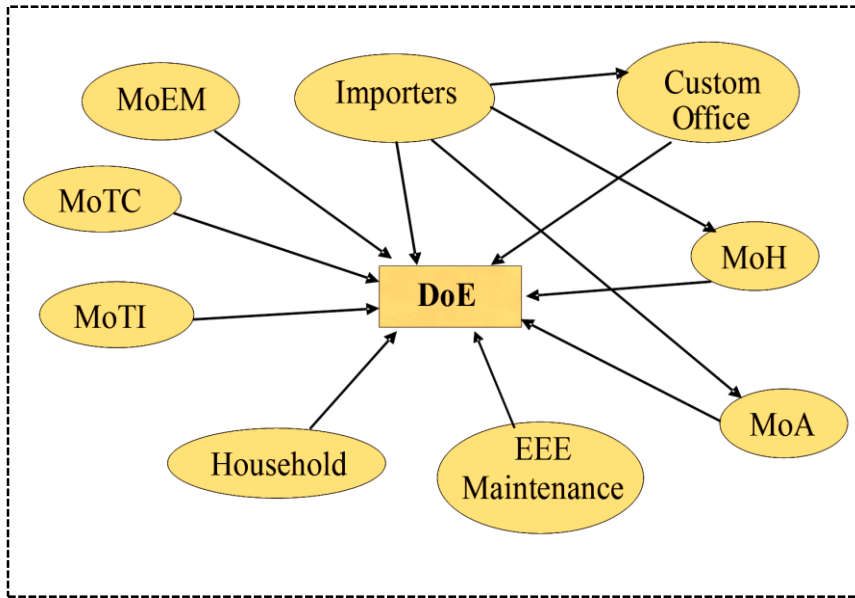 MoEM
Importers
Custom
Office
MoTC
MoH
DoE
MoTI
MoA
Household
EEE
Maintenance